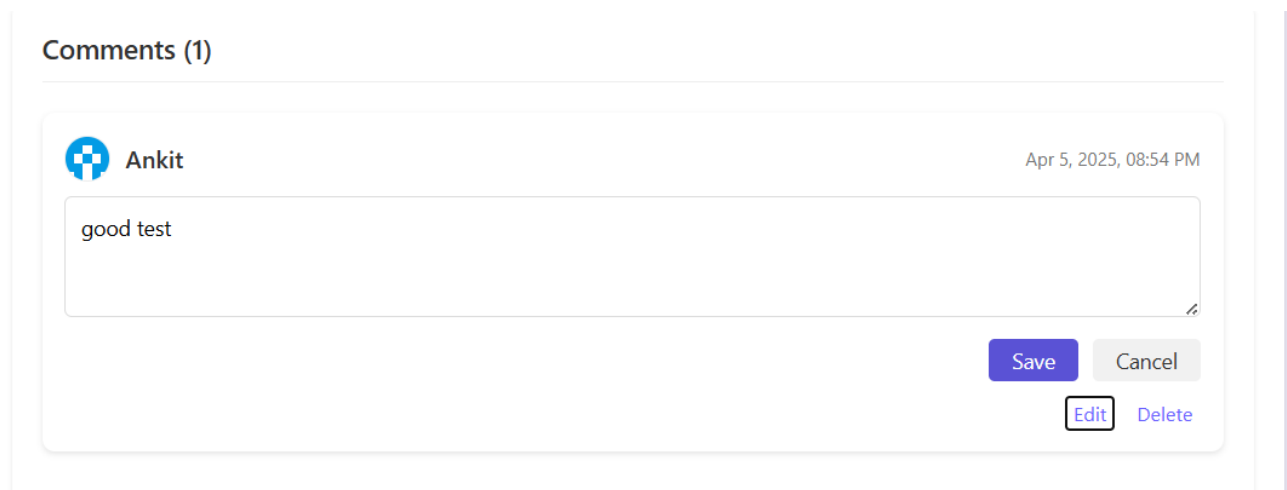 Comments (1)
Ankit
Apr 5, 2025, 08:54 PM
good test
Save Cancel
Edit Delete